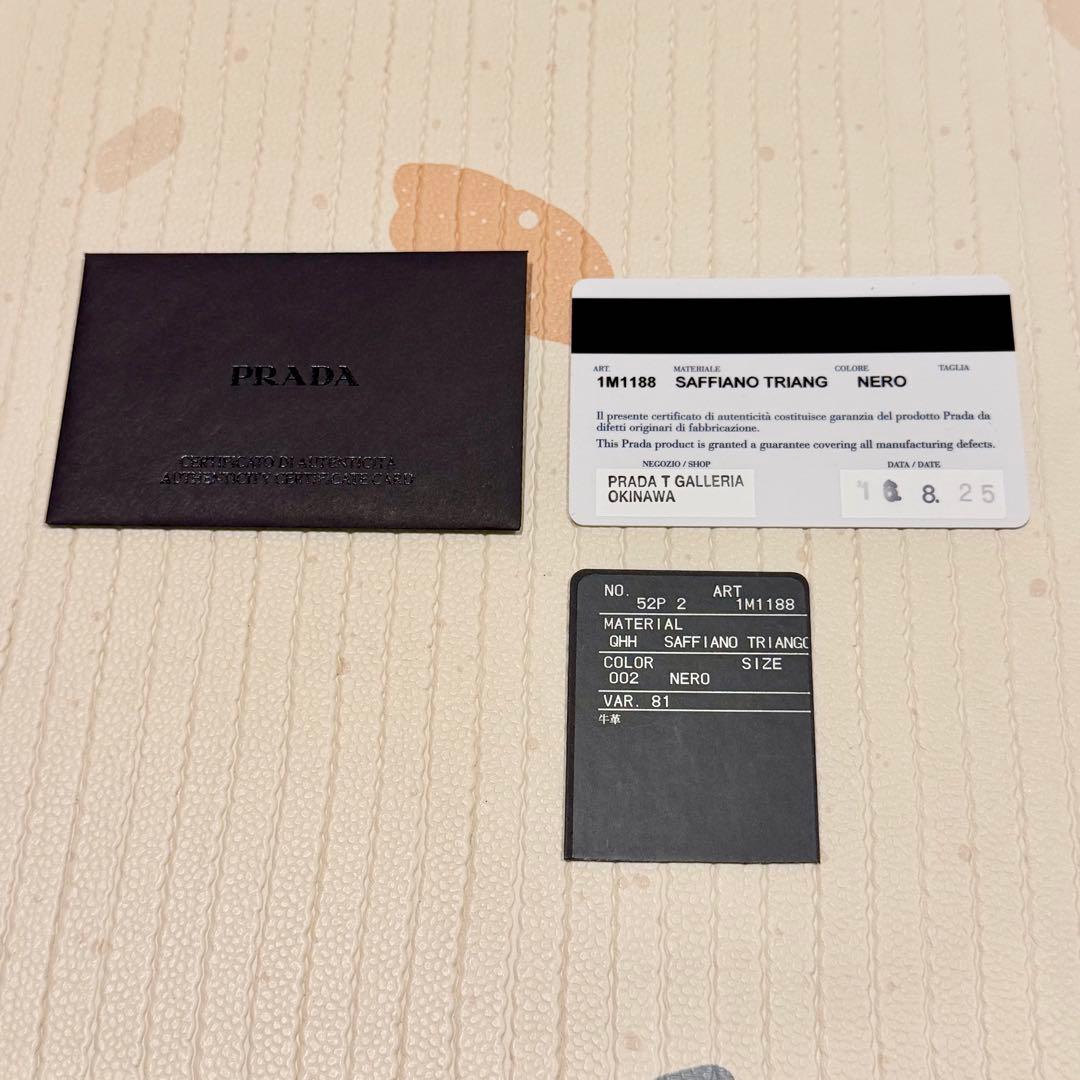 PRADA
CERTIFICATO DI AUTENTICITÀ
AUTHENTICITY CERTIFICATE CARD
ART. MATERIALE COLORE TAGLIA
1M1188 SAFFIANO TRIANG NERO
Il presente certificato di autenticità costituisce garanzia del prodotto Prada da
difetti originari di fabbricazione.
This Prada product is granted a guarantee covering all manufacturing defects.
NEGOZIO / SHOP DATA / DATE
PRADA T GALLERIA
OKINAWA
8. 25
NO. ART
52P 2 1M1188
MATERIAL
QHH SAFFIANO TRIANGO
COLOR SIZE
002 NERO
VAR. 81
牛革